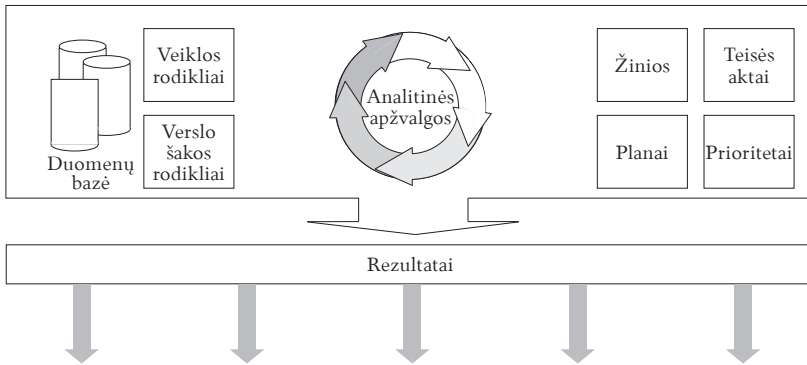 Duomenų
bazė
Veiklos
rodikliai
Verslo
šakos
rodikliai
Analitinės
apžvalgos
Žinios
Teisės
aktai
Planai
Prioritetai
Rezultatai